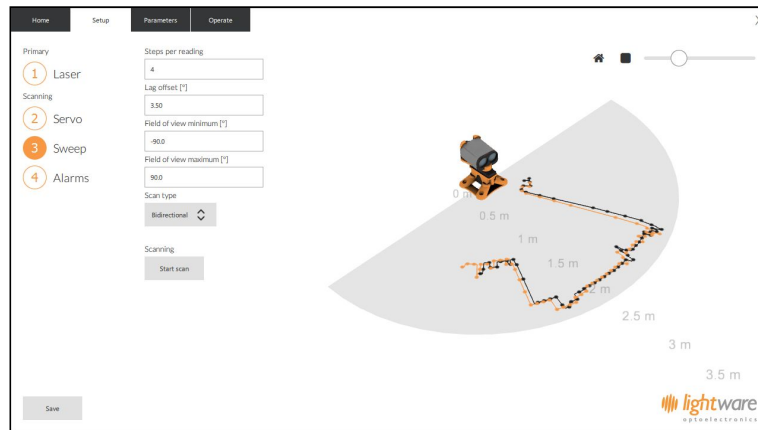 Home Setup Parameters Operate
Primary
1 Laser
Scanning
2 Servo
3 Sweep
4 Alarms
Steps per reading
4
Lag offset [°]
3.50
Field of view minimum [°]
-90.0
Field of view maximum [°]
90.0
Scan type
Bidirectional
Scanning
Start scan
Save
0 m
0.5 m
1 m
1.5 m
2 m
2.5 m
3 m
3.5 m
lightware
optoelectronics